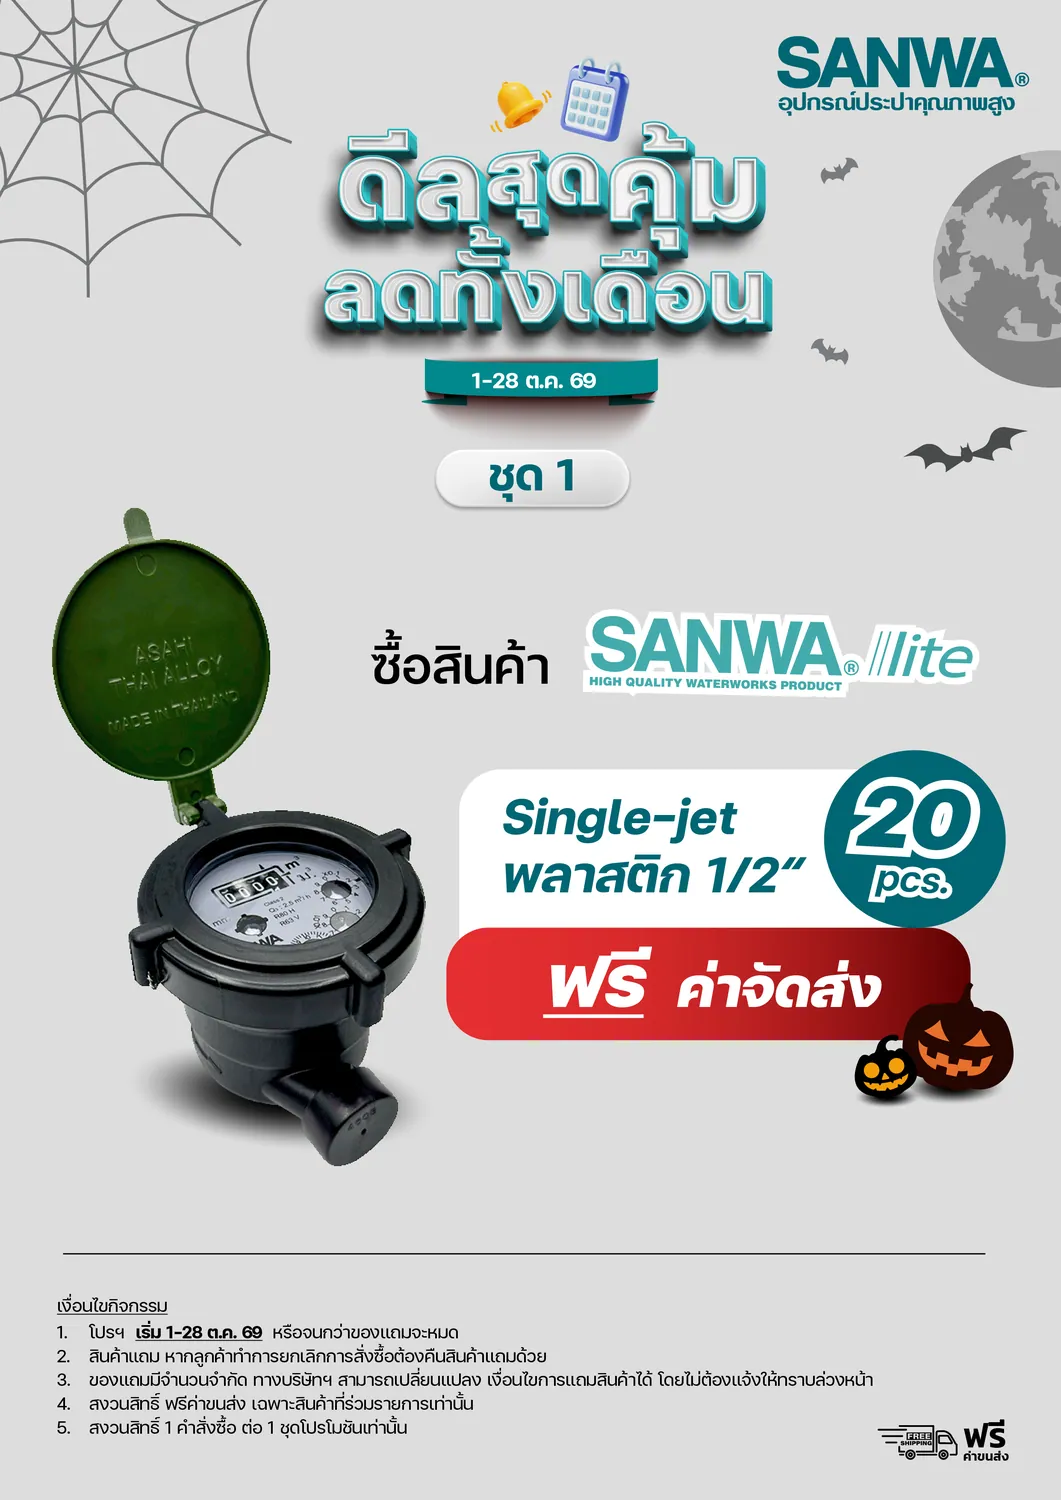 SANWA®
อุปกรณ์ประปาคุณภาพสูง
ดีลสุดคุ้ม
ลดทั้งเดือน
1-28 ต.ค. 69
ชุด 1
ASAHI
THAI ALLOY
MADE IN THAILAND
ซื้อสินค้า SANWA® lite
HIGH QUALITY WATERWORKS PRODUCT
Single-jet
พลาสติก 1/2“
20
pcs.
m³
Class 2
Q₃ : 2.5 m³/h
R80 H
R63 V
ฟรี ค่าจัดส่ง
เงื่อนไขกิจกรรม
1. โปรฯ เริ่ม 1-28 ต.ค. 69 หรือจนกว่าของแถมจะหมด
2. สินค้าแถม หากลูกค้าทำการยกเลิกการสั่งซื้อต้องคืนสินค้าแถมด้วย
3. ของแถมมีจำนวนจำกัด ทางบริษัทฯ สามารถเปลี่ยนแปลง เงื่อนไขการแถมสินค้าได้ โดยไม่ต้องแจ้งให้ทราบล่วงหน้า
4. สงวนสิทธิ์ ฟรีค่าขนส่ง เฉพาะสินค้าที่ร่วมรายการเท่านั้น
5. สงวนสิทธิ์ 1 คำสั่งซื้อ ต่อ 1 ชุดโปรโมชันเท่านั้น
FREE
SHIPPING
ฟรี
ค่าขนส่ง